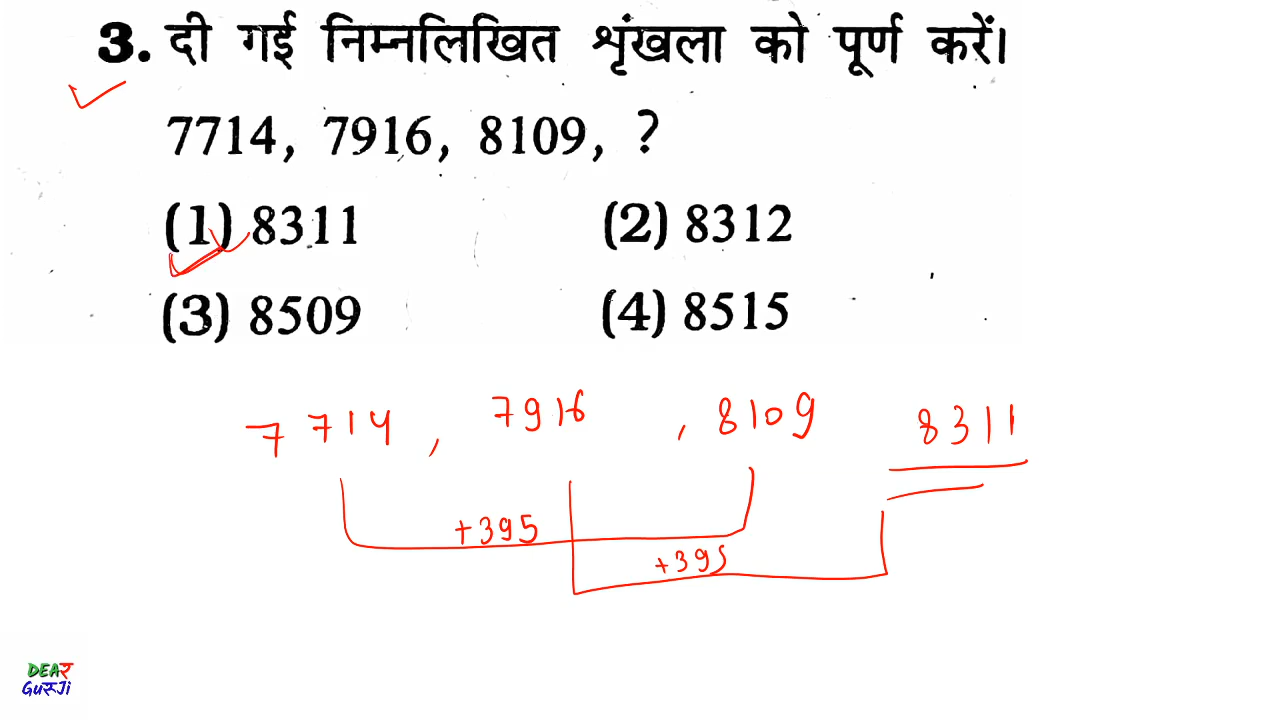 3. दी गई निम्नलिखित श्रृंखला को पूर्ण करें।
7714, 7916, 8109, ?
(1) 8311 (2) 8312
(3) 8509 (4) 8515
7714, 7916, 8109 8311
+395
+395
DEAर
GuरूJi